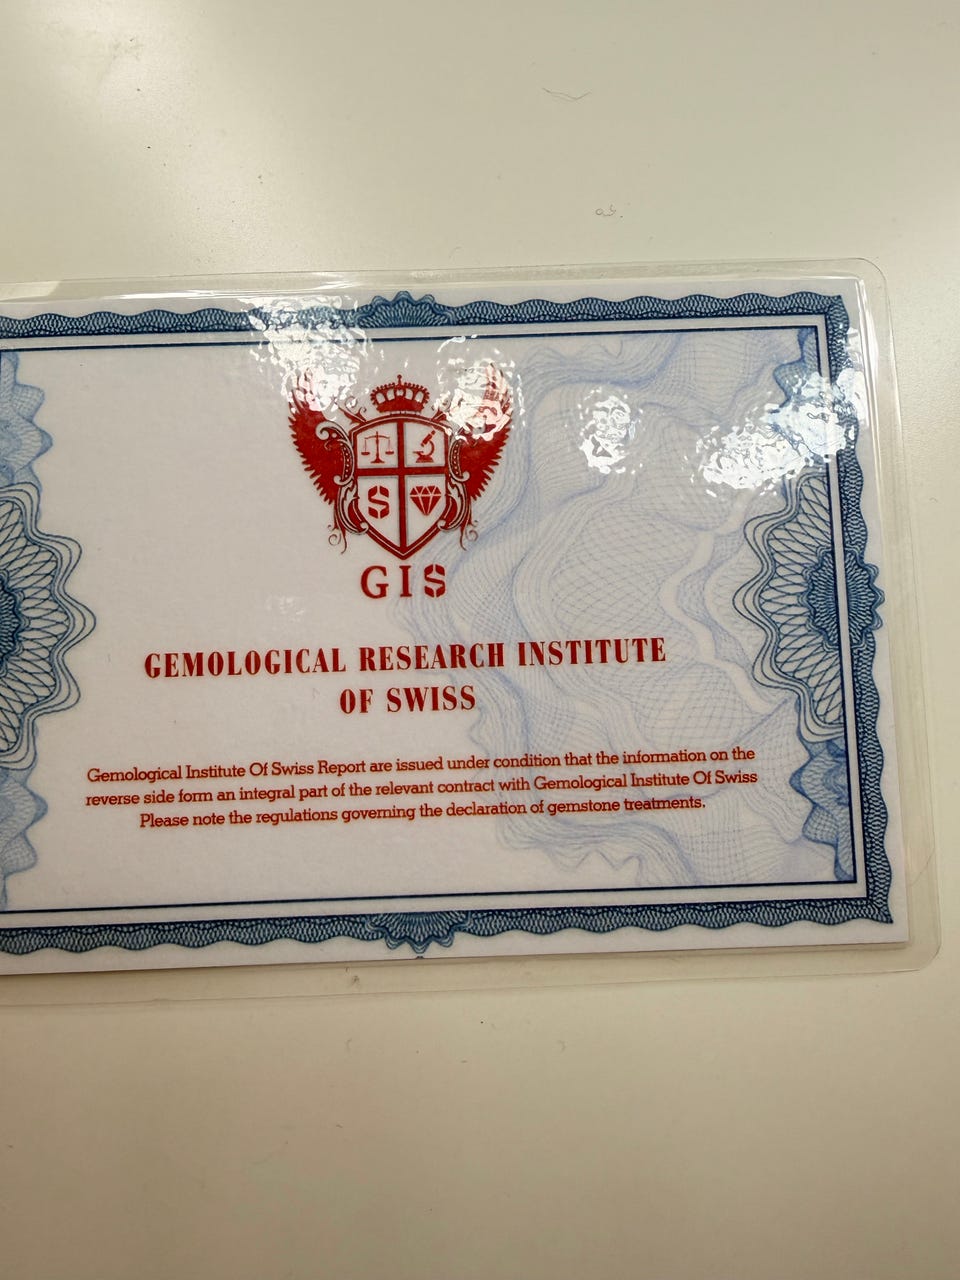 S
GIS
GEMOLOGICAL RESEARCH INSTITUTE
OF SWISS
Gemological Institute Of Swiss Report are issued under condition that the information on the
reverse side form an integral part of the relevant contract with Gemological Institute Of Swiss
Please note the regulations governing the declaration of gemstone treatments.